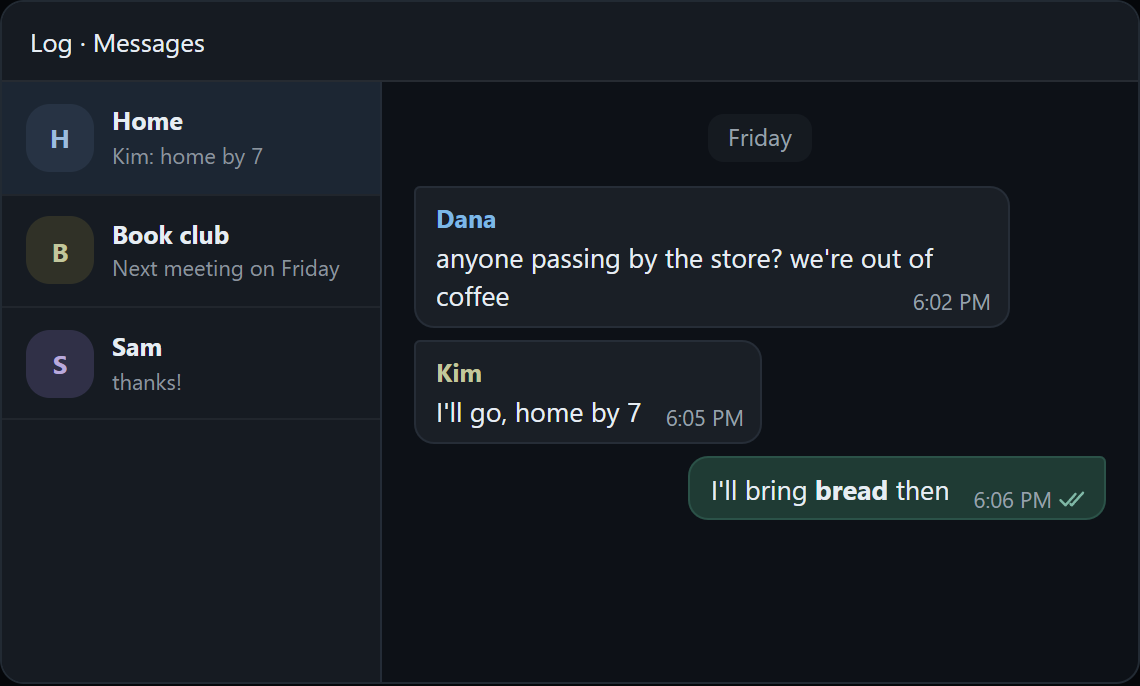 Log · Messages
H
Home
Kim: home by 7
B
Book club
Next meeting on Friday
S
Sam
thanks!
Friday
Dana
anyone passing by the store? we're out of
coffee
6:02 PM
Kim
I'll go, home by 7
6:05 PM
I'll bring bread then
6:06 PM